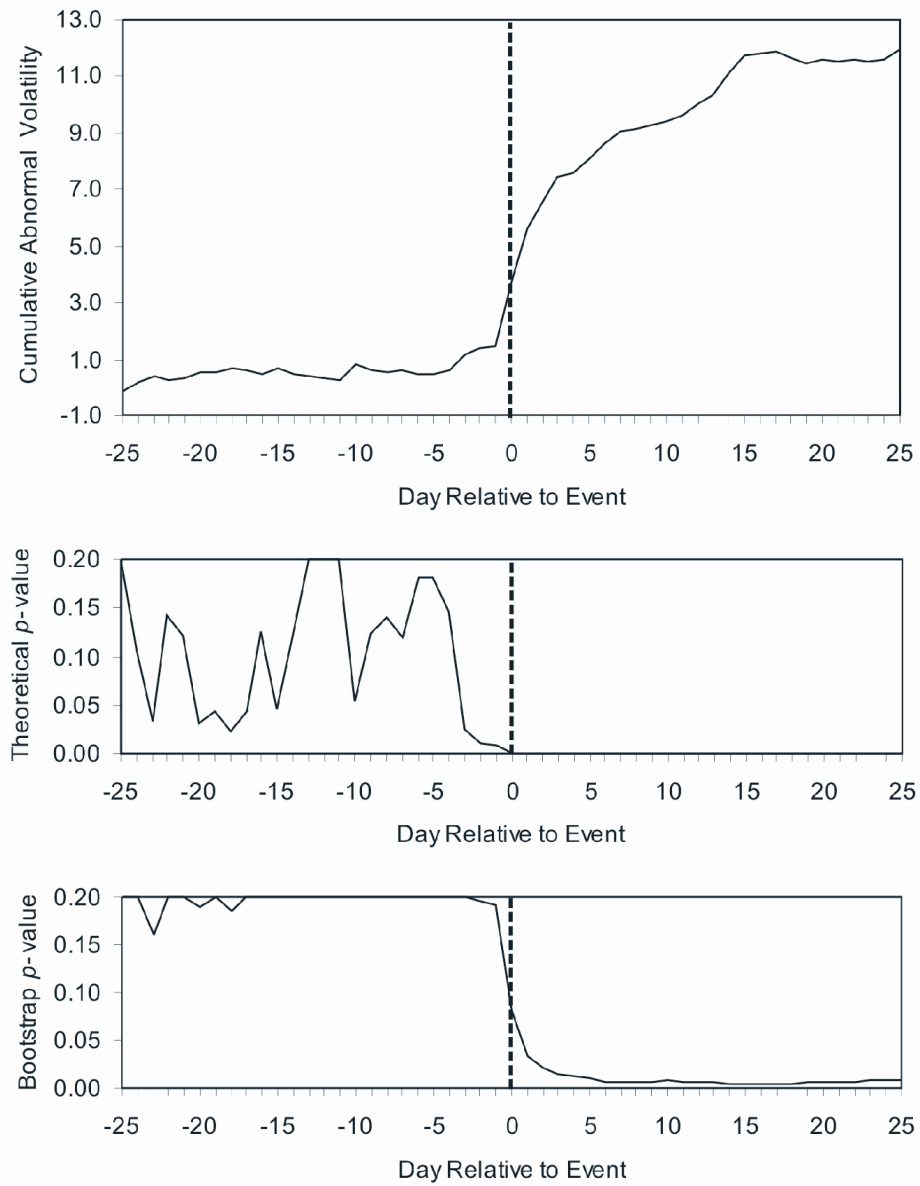 Cumulative Abnormal Volatility
13.0
11.0
9.0
7.0
5.0
3.0
1.0
-1.0
-25 -20 -15 -10 -5 0 5 10 15 20 25
Day Relative to Event
Theoretical p-value
0.20
0.15
0.10
0.05
0.00
-25 -20 -15 -10 -5 0 5 10 15 20 25
Day Relative to Event
Bootstrap p-value
0.20
0.15
0.10
0.05
0.00
-25 -20 -15 -10 -5 0 5 10 15 20 25
Day Relative to Event